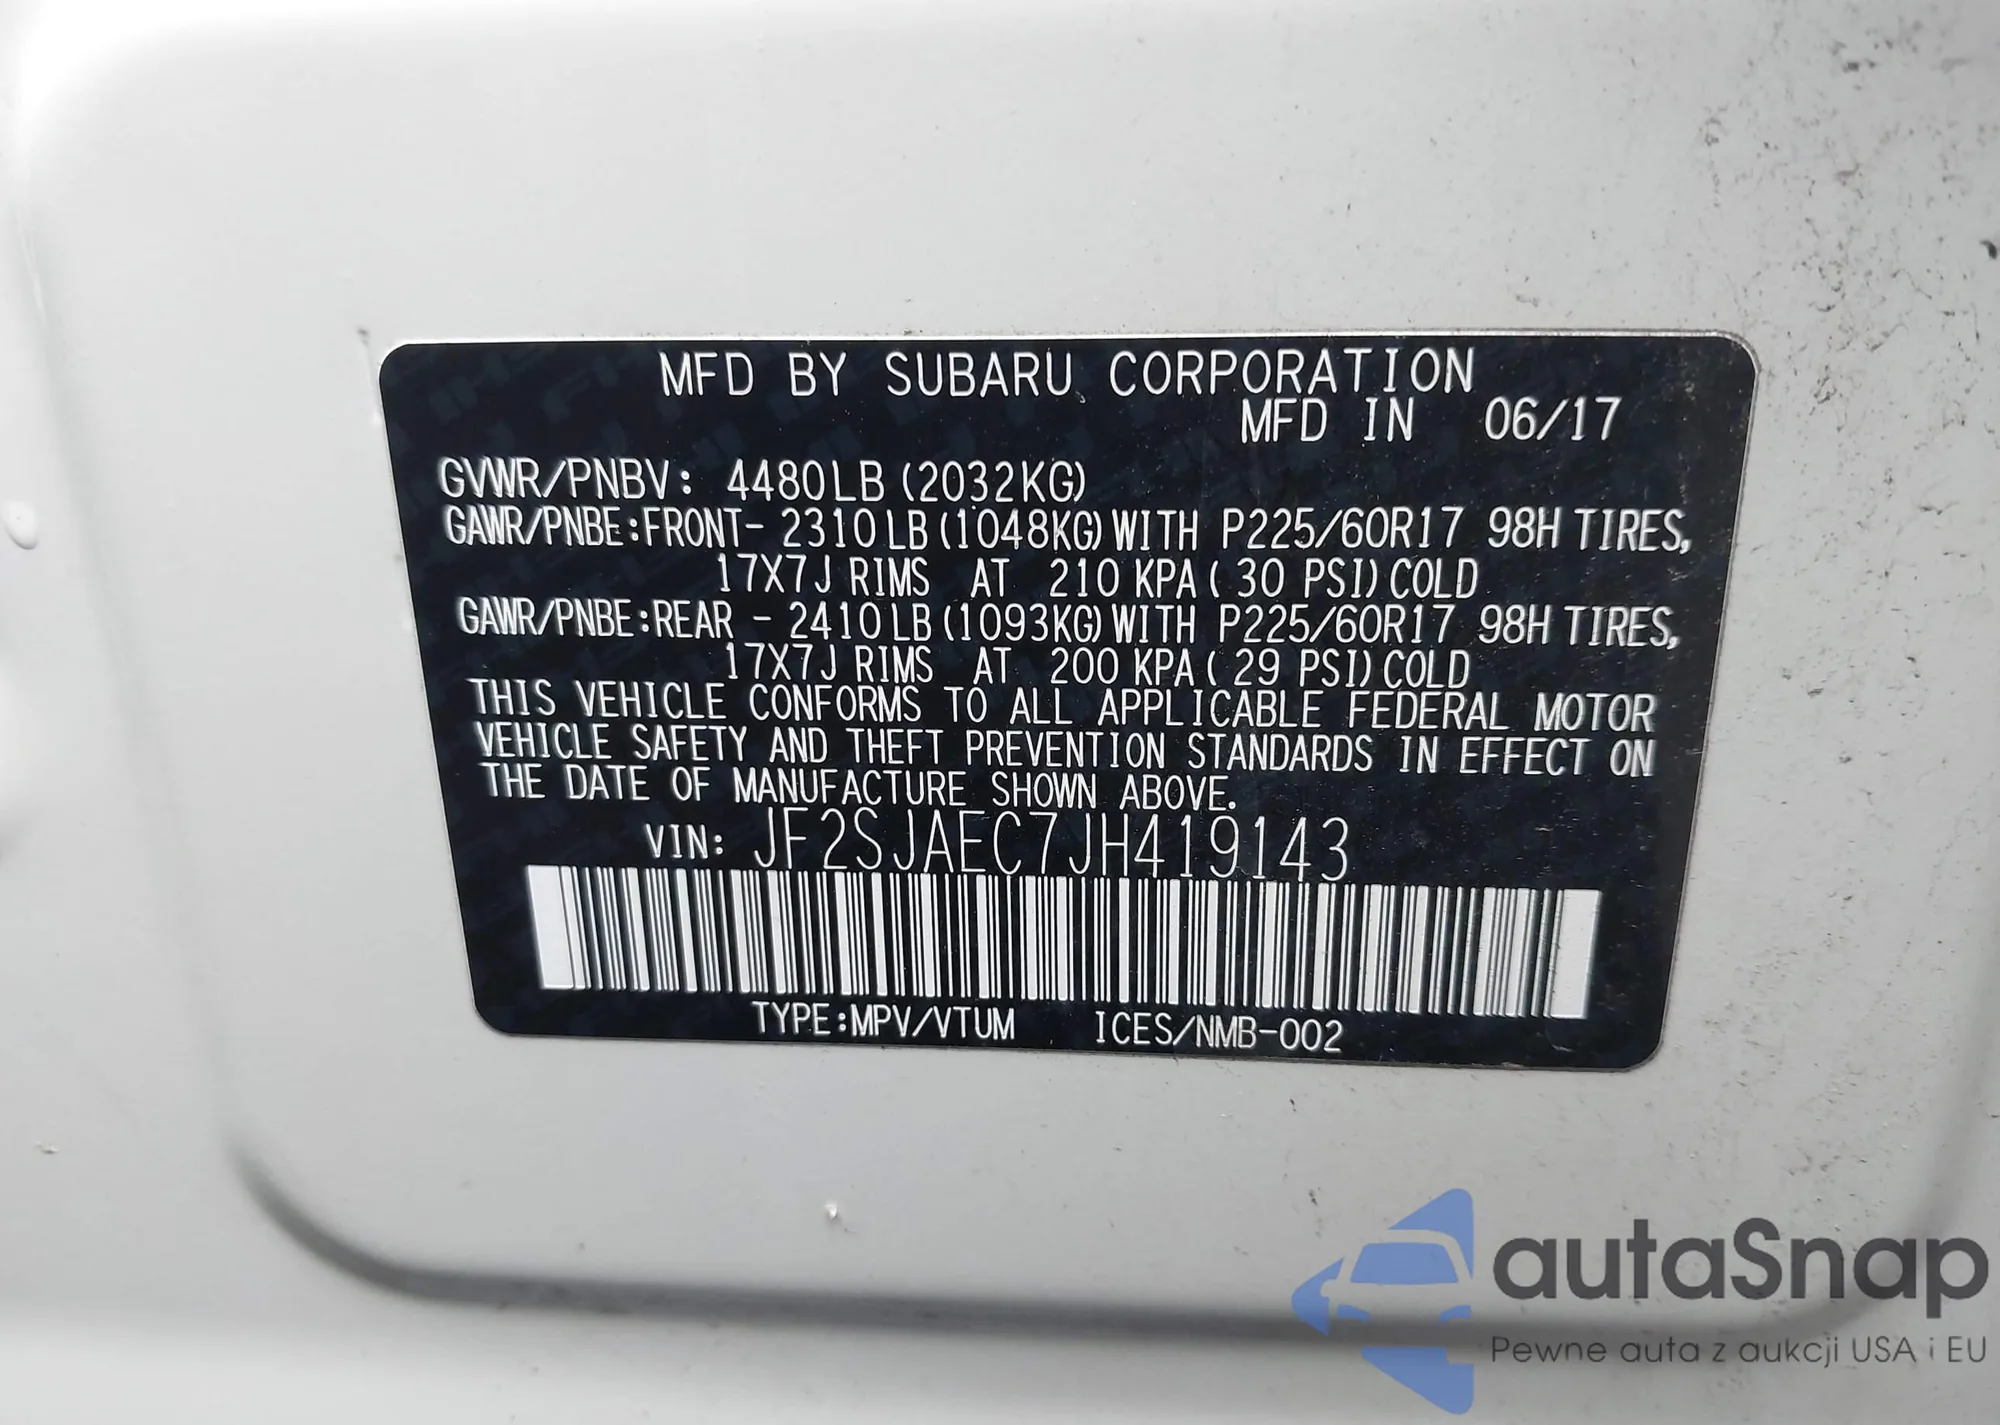 MFD BY SUBARU CORPORATION
MFD IN 06/17
GVWR/PNBV: 4480LB (2032KG)
GAWR/PNBE:FRONT- 2310LB (1048KG) WITH P225/60R17 98H TIRES,
17X7J RIMS AT 210 KPA ( 30 PSI) COLD
GAWR/PNBE:REAR - 2410LB (1093KG) WITH P225/60R17 98H TIRES,
17X7J RIMS AT 200 KPA ( 29 PSI) COLD
THIS VEHICLE CONFORMS TO ALL APPLICABLE FEDERAL MOTOR
VEHICLE SAFETY AND THEFT PREVENTION STANDARDS IN EFFECT ON
THE DATE OF MANUFACTURE SHOWN ABOVE.
VIN: JF2SJAEC7JH419143
TYPE:MPV/VTUM ICES/NMB-002
autaSnap
Pewne auta z aukcji USA i EU